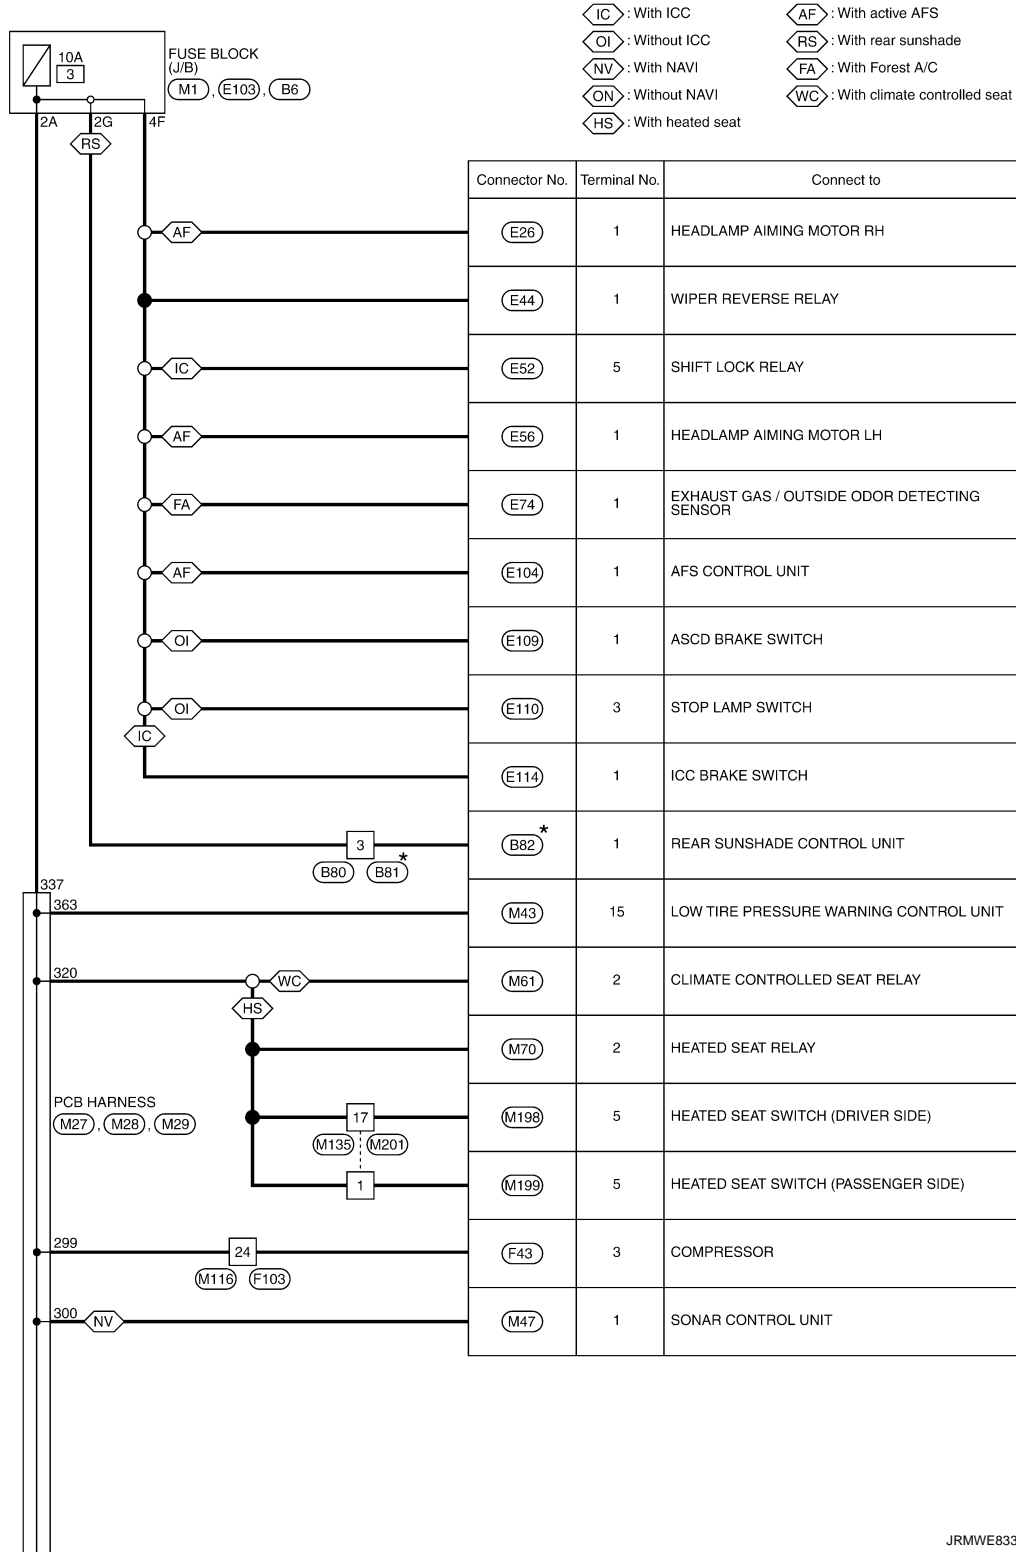 IC : With ICC
OI : Without ICC
NV : With NAVI
ON : Without NAVI
HS : With heated seat
AF : With active AFS
RS : With rear sunshade
FA : With Forest A/C
WC : With climate controlled seat
10A
3
FUSE BLOCK
(J/B)
M1 , E103 , B6
2A 2G 4F
RS
Connector No. Terminal No. Connect to
AF E26 1 HEADLAMP AIMING MOTOR RH
E44 1 WIPER REVERSE RELAY
IC E52 5 SHIFT LOCK RELAY
AF E56 1 HEADLAMP AIMING MOTOR LH
FA E74 1 EXHAUST GAS / OUTSIDE ODOR DETECTING
SENSOR
AF E104 1 AFS CONTROL UNIT
OI E109 1 ASCD BRAKE SWITCH
OI E110 3 STOP LAMP SWITCH
IC
E114 1 ICC BRAKE SWITCH
3 B82 * 1 REAR SUNSHADE CONTROL UNIT
B80 B81 *
337
363 M43 15 LOW TIRE PRESSURE WARNING CONTROL UNIT
320 WC M61 2 CLIMATE CONTROLLED SEAT RELAY
HS
M70 2 HEATED SEAT RELAY
PCB HARNESS
M27 , M28 , M29
17 M198 5 HEATED SEAT SWITCH (DRIVER SIDE)
M135 M201
1 M199 5 HEATED SEAT SWITCH (PASSENGER SIDE)
299 24 F43 3 COMPRESSOR
M116 F103
300 NV M47 1 SONAR CONTROL UNIT
JRMWE833